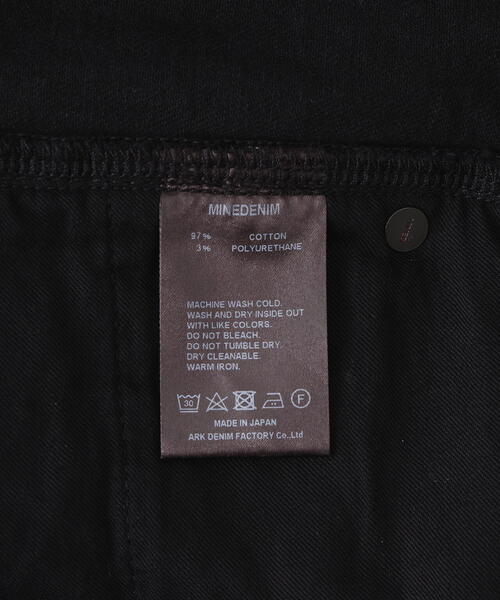 MINEDENIM
97% COTTON
3% POLYURETHANE
MACHINE WASH COLD.
WASH AND DRY INSIDE OUT
WITH LIKE COLORS.
DO NOT BLEACH.
DO NOT TUMBLE DRY.
DRY CLEANABLE.
WARM IRON.
30 F
MADE IN JAPAN
ARK DENIM FACTORY Co.,Ltd